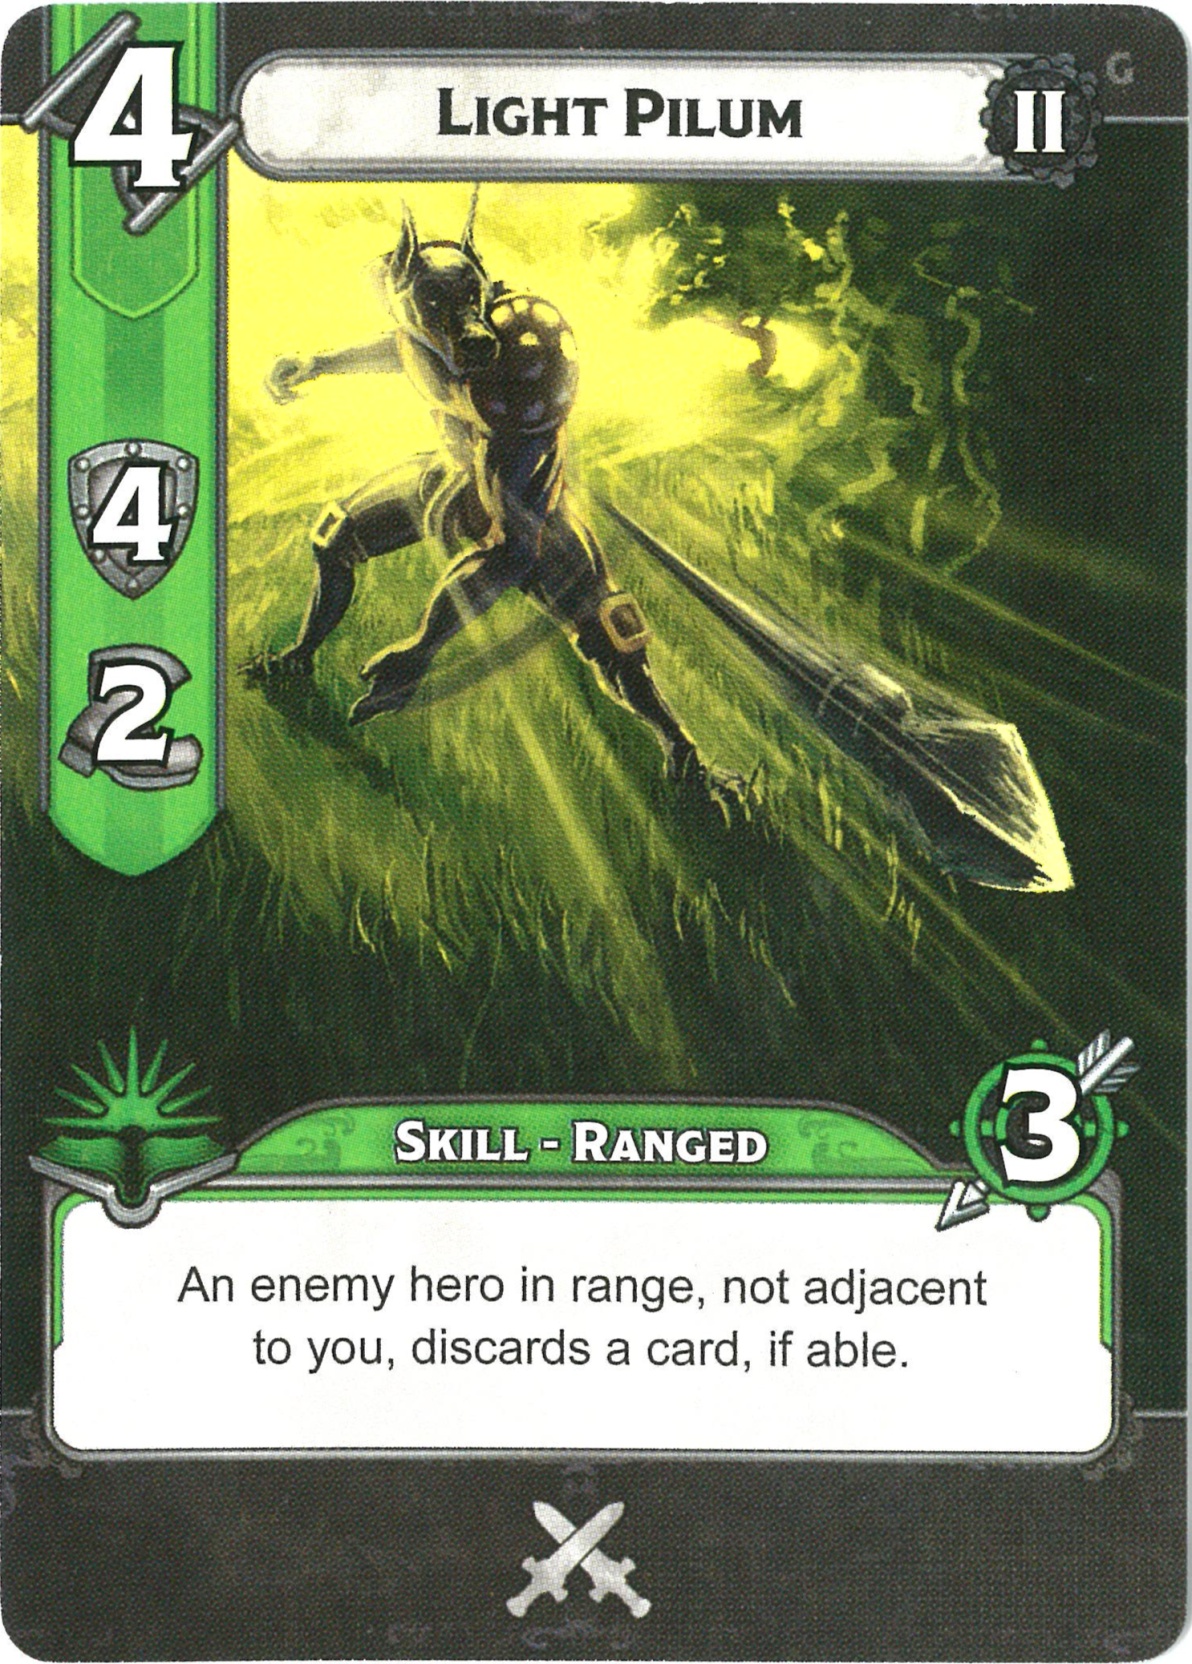 4
LIGHT PILUM
II
G
4
2
SKILL - RANGED
3
An enemy hero in range, not adjacent
to you, discards a card, if able.